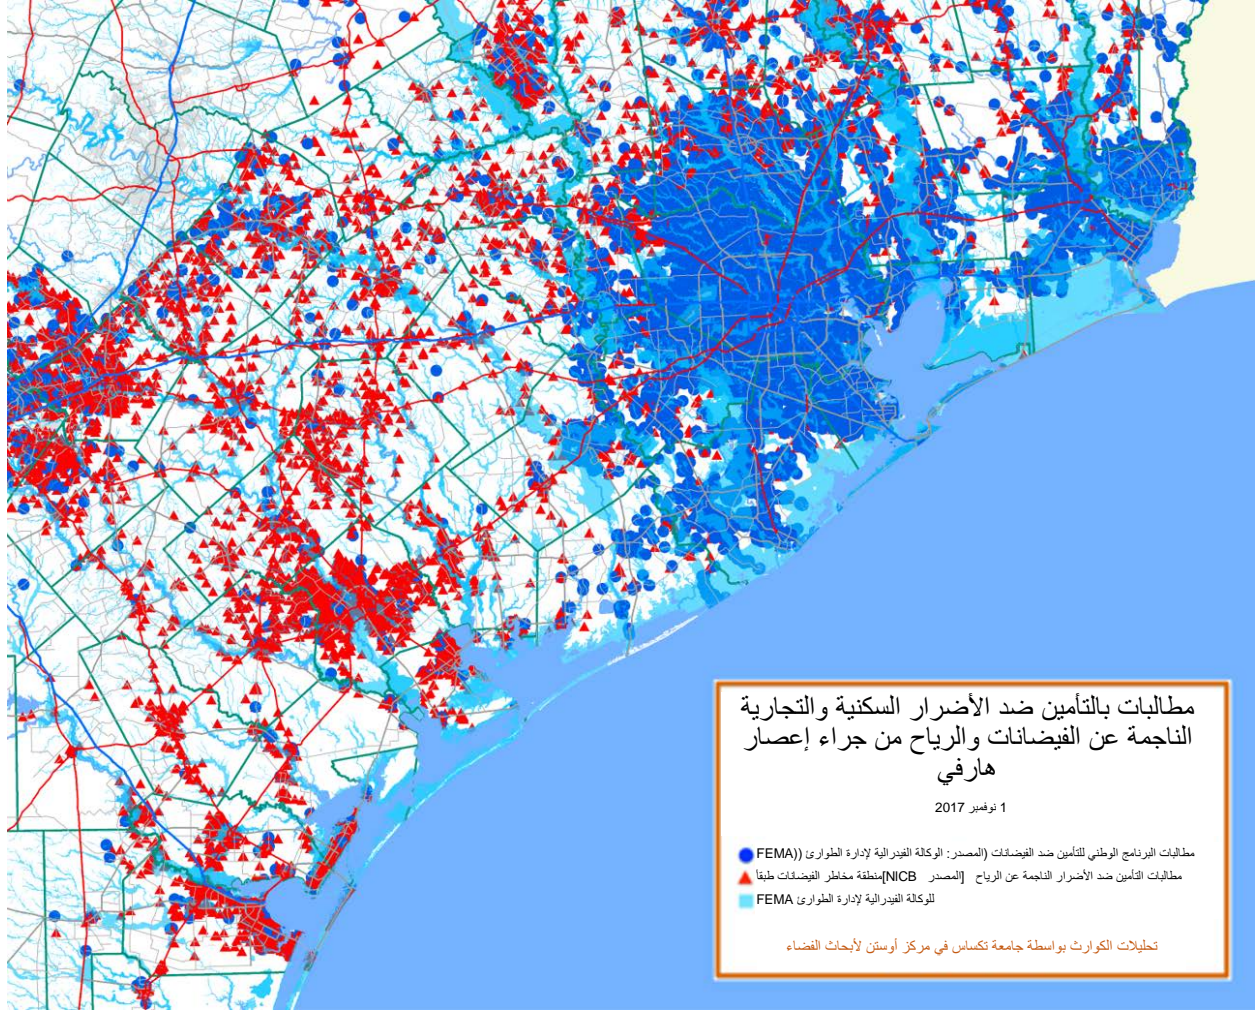 مطالبات بالتأمين ضد الأضرار السكنية والتجارية
الناجمة عن الفيضانات والرياح من جراء إعصار
هارفي
1 نوفمبر 2017
مطالبات البرنامج الوطني للتأمين ضد الفيضانات (المصدر: الوكالة الفيدرالية لإدارة الطوارئ ((FEMA
مطالبات التأمين ضد الأضرار الناجمة عن الرياح [المصدر NICB]منطقة مخاطر الفيضانات طبقاً
للوكالة الفيدرالية لإدارة الطوارئ FEMA
تحليلات الكوارث بواسطة جامعة تكساس في مركز أوستن لأبحاث الفضاء